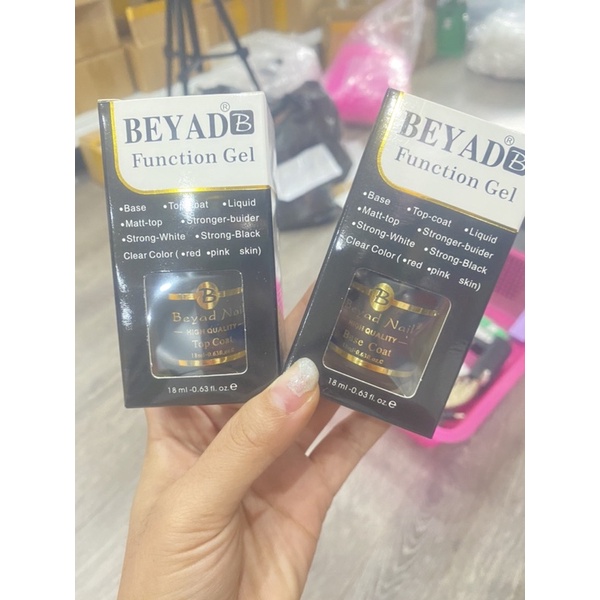 BEYAD B ®
Function Gel
•Base •Top-coat •Liquid
•Matt-top •Stronger-buider
•Strong-White •Strong-Black
Clear Color ( •red •pink skin)
B
Beyad Nail
HIGH QUALITY
Top Coat
18 ml-0.63 fl. oz. e
BEYAD B ®
Function Gel
•Base •Top-coat •Liquid
•Matt-top •Stronger-buider
•Strong-White •Strong-Black
Clear Color ( •red •pink skin)
B
Beyad Nail
HIGH QUALITY
Base Coat
18 ml-0.63 fl. oz. e